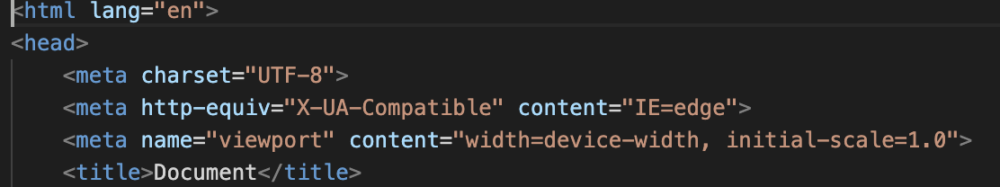 <html lang="en">
<head>
    <meta charset="UTF-8">
    <meta http-equiv="X-UA-Compatible" content="IE=edge">
    <meta name="viewport" content="width=device-width, initial-scale=1.0">
    <title>Document</title>